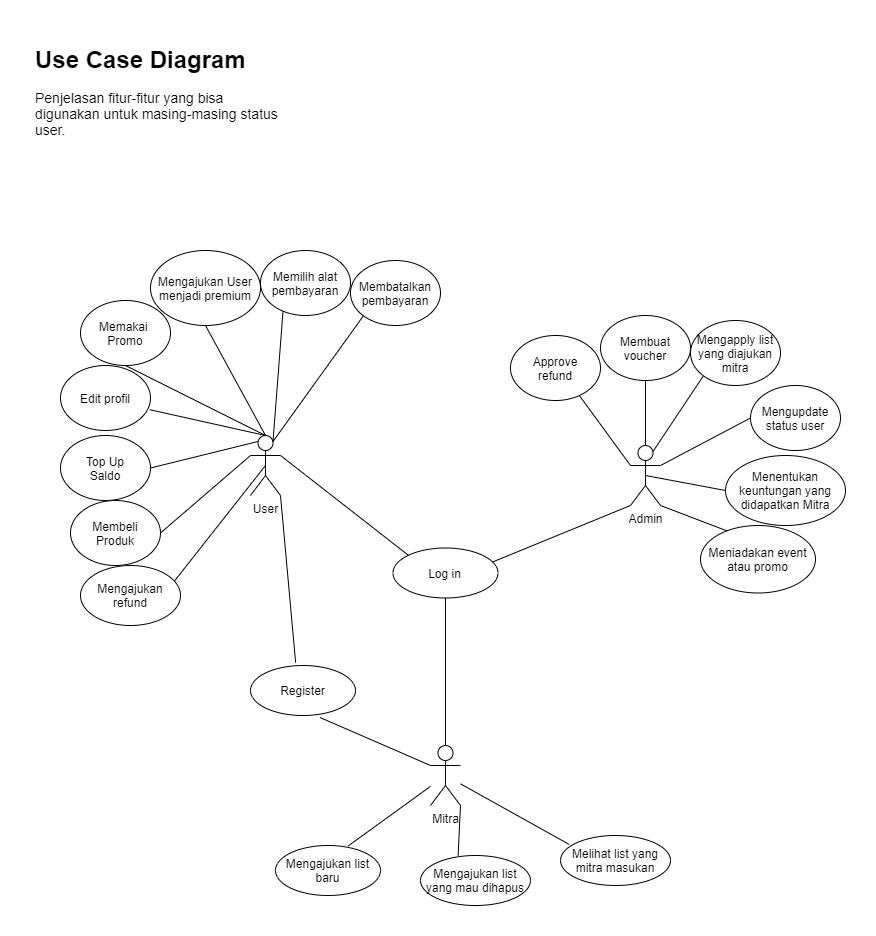 Use Case Diagram
Penjelasan fitur-fitur yang bisa
digunakan untuk masing-masing status
user.
Mengajukan User
menjadi premium
Memilih alat
pembayaran
Membatalkan
pembayaran
Memakai
Promo
Edit profil
Top Up
Saldo
Membeli
Produk
Mengajukan
refund
User
Approve
refund
Membuat
voucher
Mengapply list
yang diajukan
mitra
Mengupdate
status user
Menentukan
keuntungan yang
didapatkan Mitra
Meniadakan event
atau promo
Admin
Log in
Register
Mitra
Mengajukan list
baru
Mengajukan list
yang mau dihapus
Melihat list yang
mitra masukan